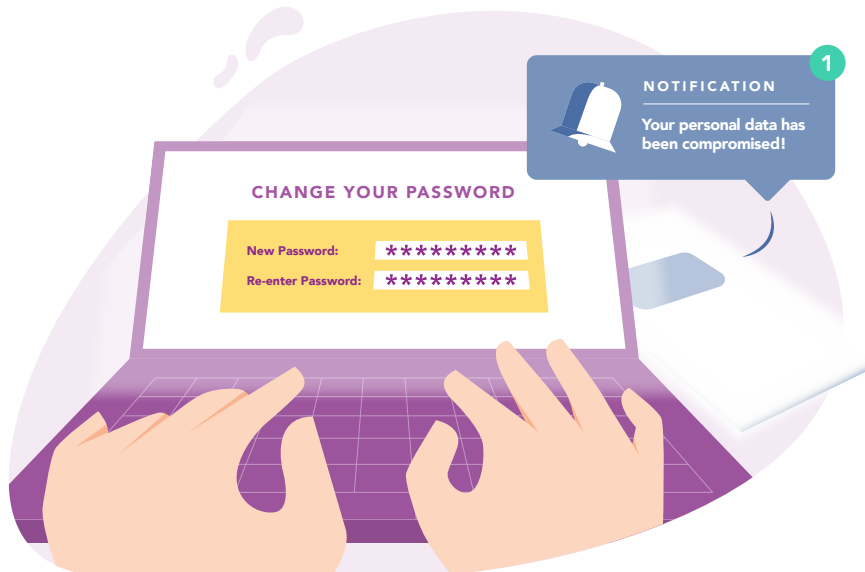 1
NOTIFICATION
Your personal data has
been compromised!
CHANGE YOUR PASSWORD
New Password: *********
Re-enter Password: *********